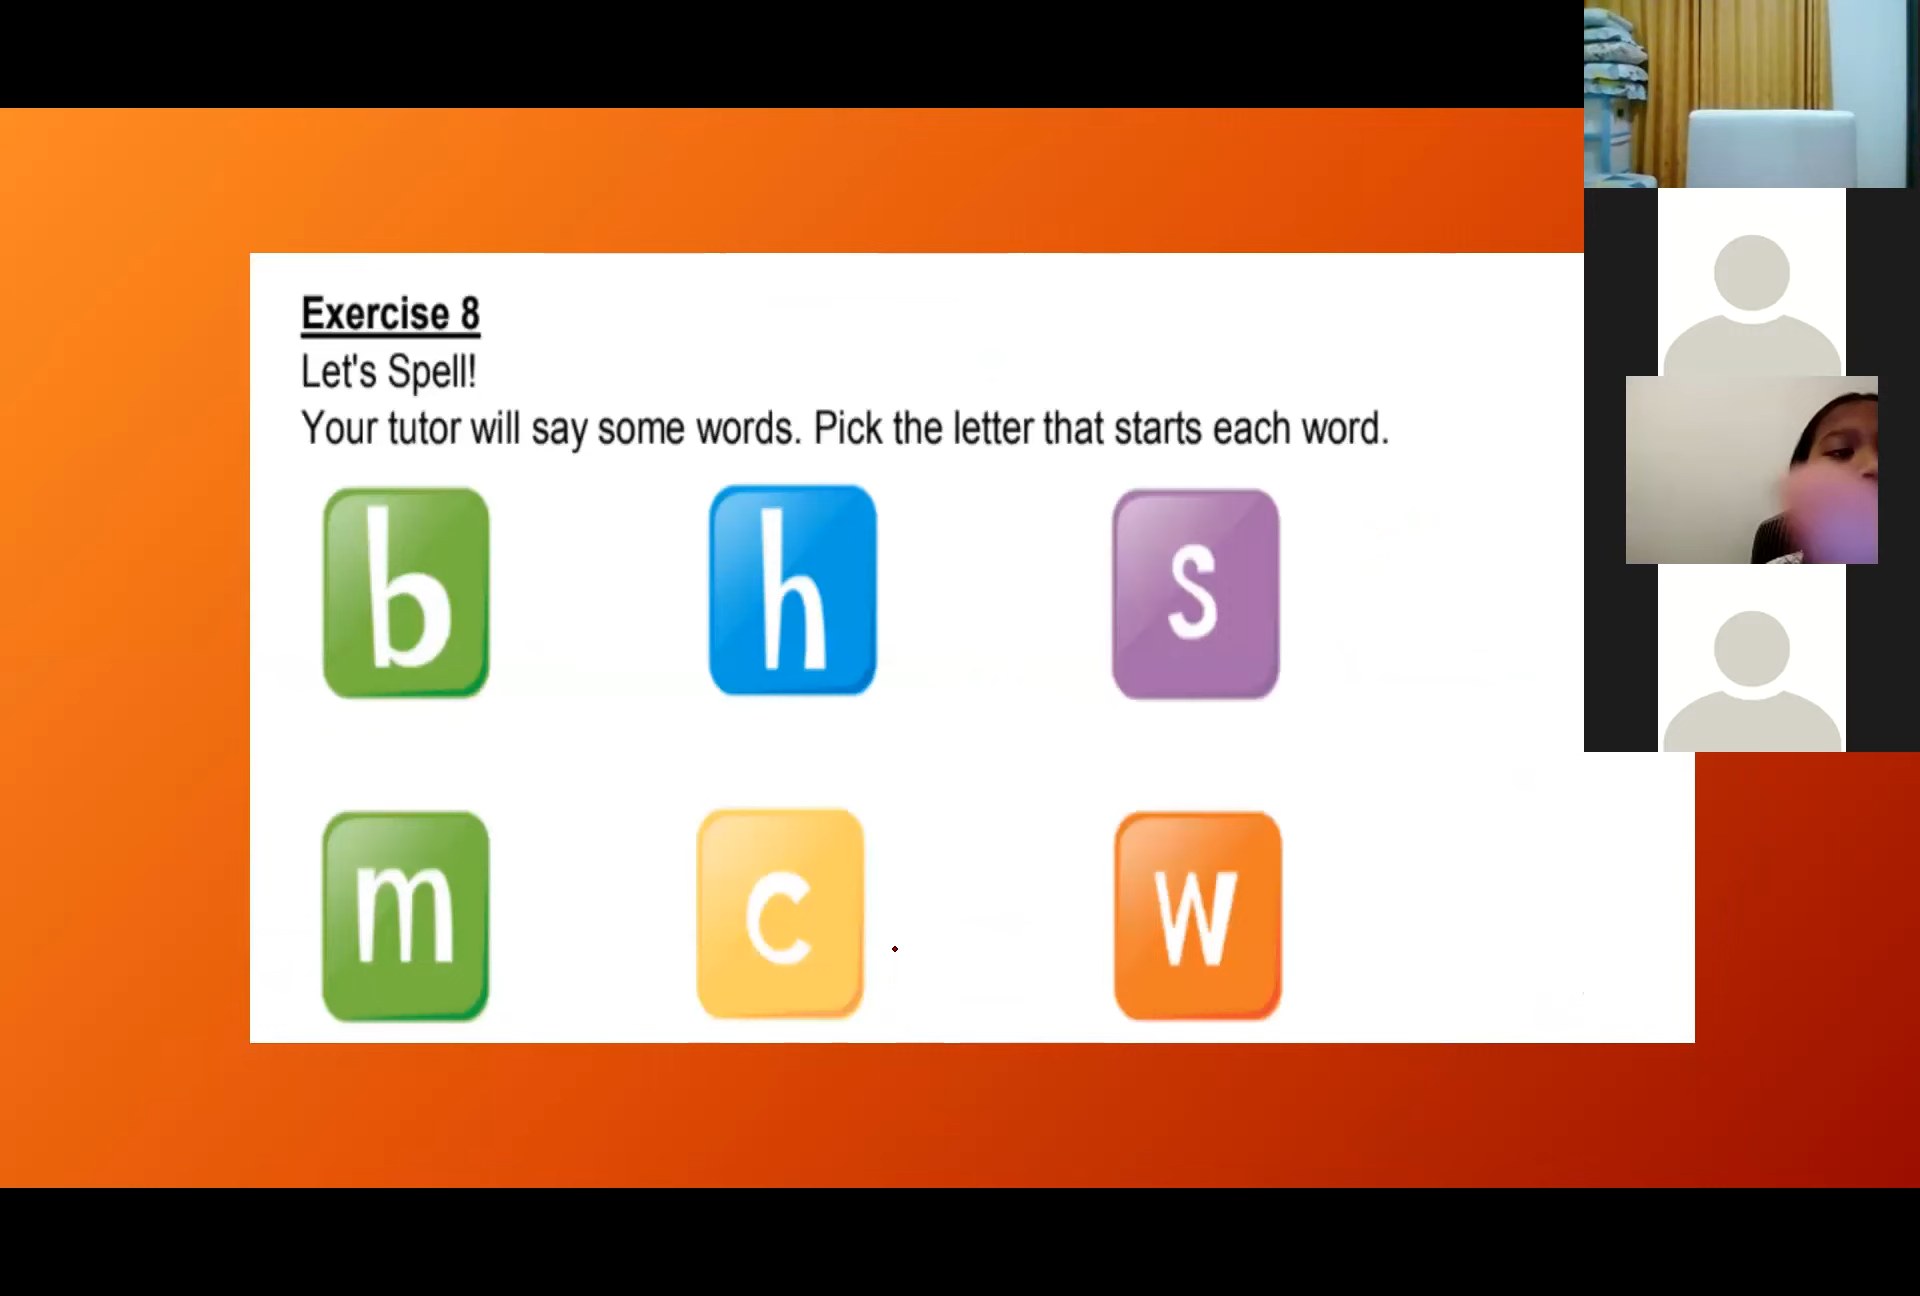 Exercise 8
Let's Spell!
Your tutor will say some words. Pick the letter that starts each word.
b h s
m c w